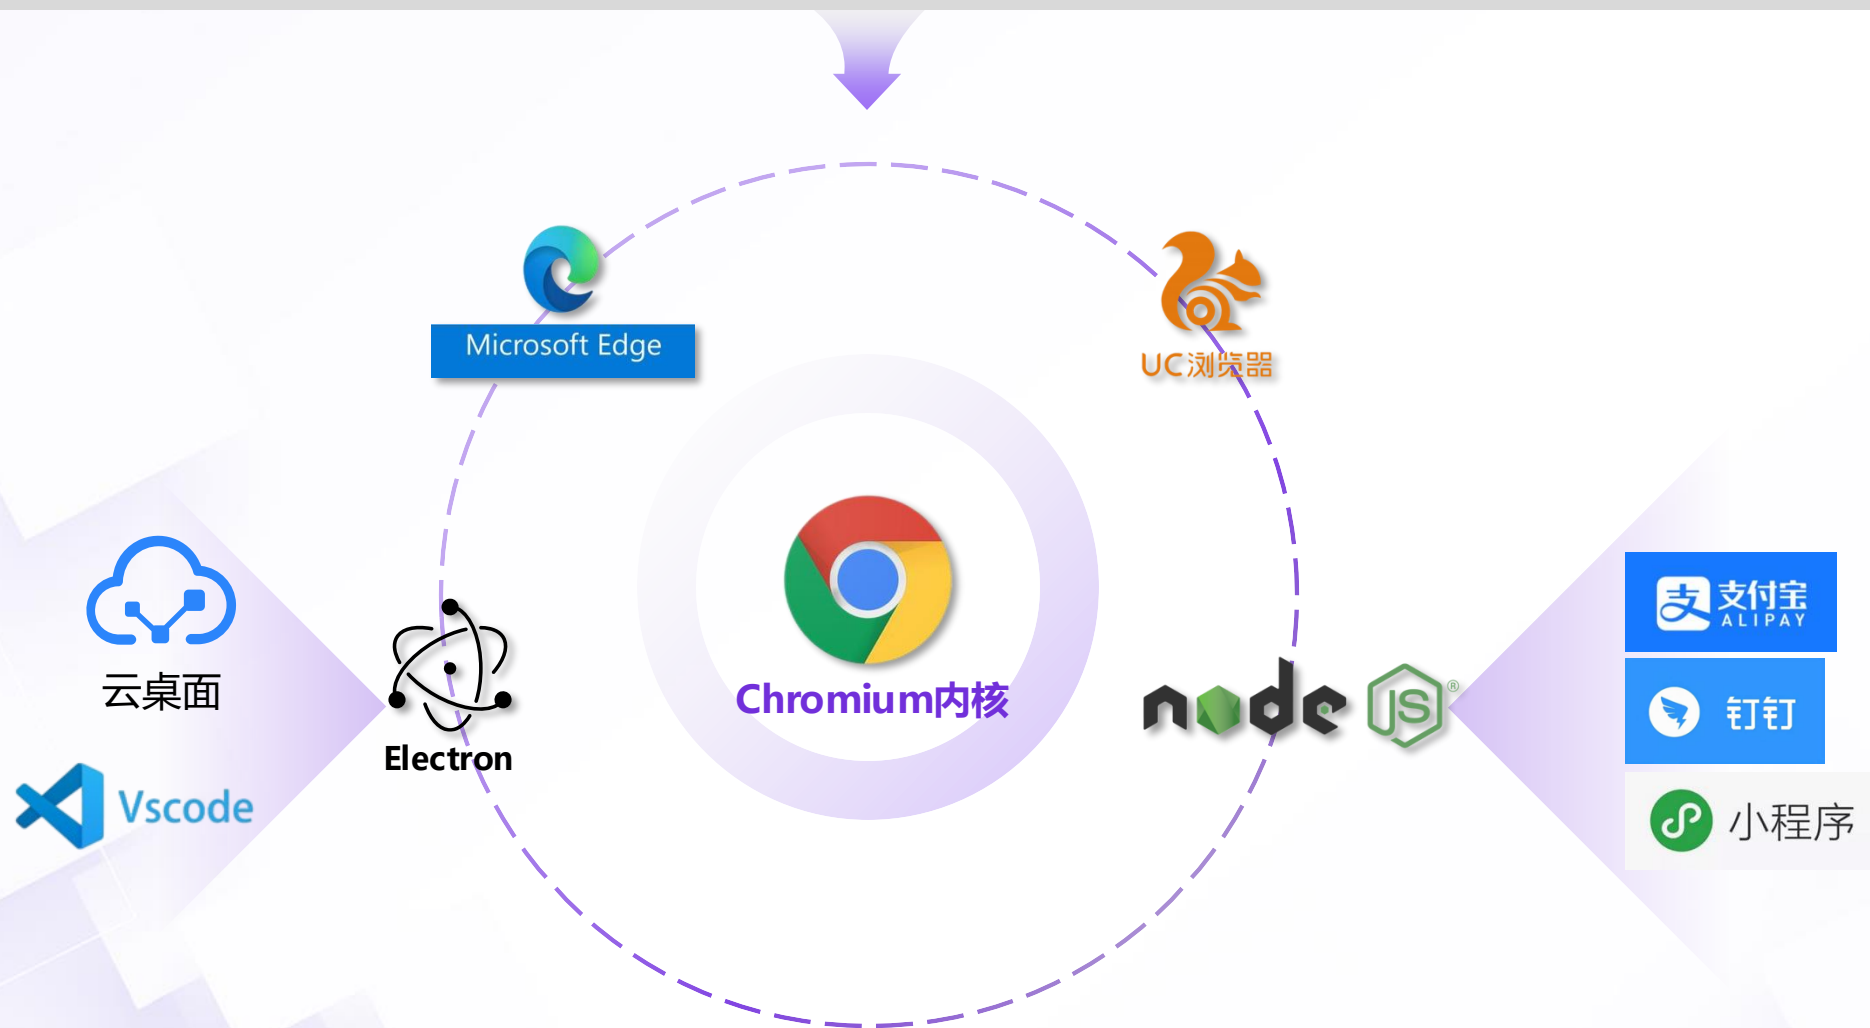 Microsoft Edge
UC浏览器
云桌面
Vscode
Electron
Chromium内核
node
JS®
支付宝
ALIPAY
钉钉
小程序